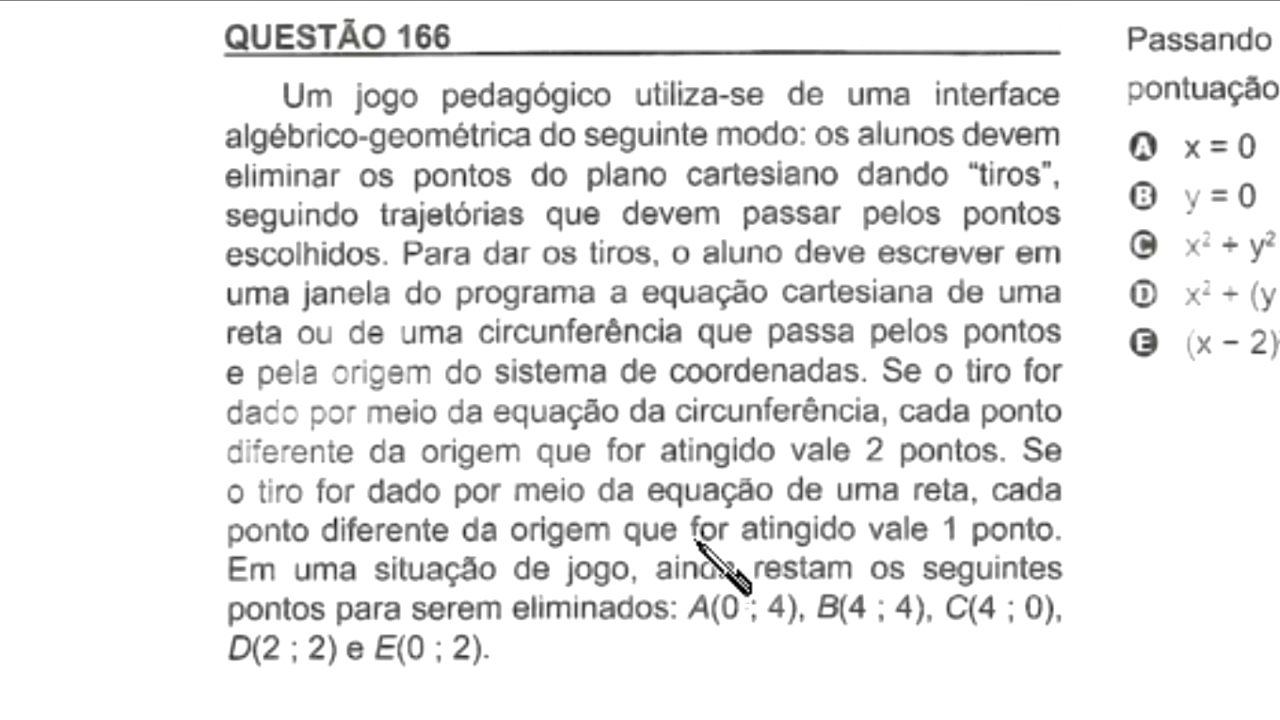 QUESTÃO 166
Um jogo pedagógico utiliza-se de uma interface
algébrico-geométrica do seguinte modo: os alunos devem
eliminar os pontos do plano cartesiano dando “tiros”,
seguindo trajetórias que devem passar pelos pontos
escolhidos. Para dar os tiros, o aluno deve escrever em
uma janela do programa a equação cartesiana de uma
reta ou de uma circunferência que passa pelos pontos
e pela origem do sistema de coordenadas. Se o tiro for
dado por meio da equação da circunferência, cada ponto
diferente da origem que for atingido vale 2 pontos. Se
o tiro for dado por meio da equação de uma reta, cada
ponto diferente da origem que for atingido vale 1 ponto.
Em uma situação de jogo, ainda restam os seguintes
pontos para serem eliminados: A(0 ; 4), B(4 ; 4), C(4 ; 0),
D(2 ; 2) e E(0 ; 2).
Passando
pontuação
A x = 0
B y = 0
C x² + y²
D x² + (y
E (x – 2)